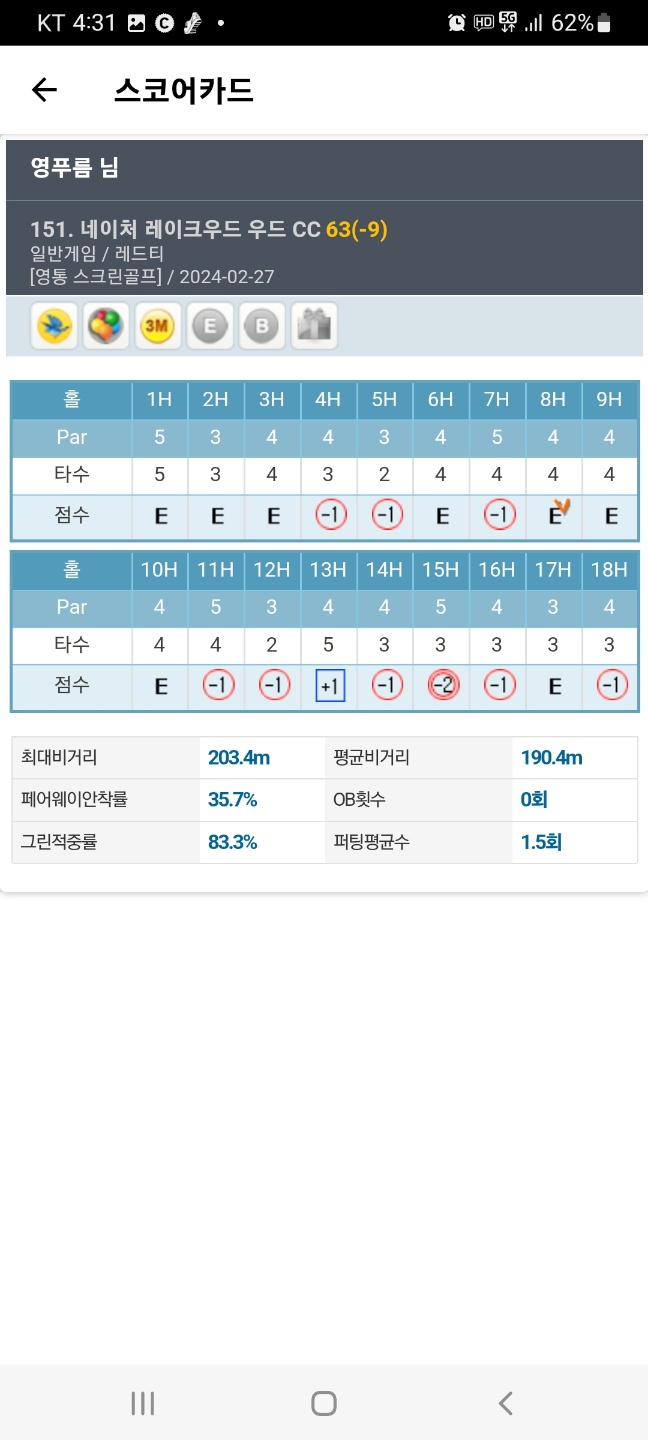 KT 4:31 HD 5G 62%
스코어카드
영푸름 님
151. 네이처 레이크우드 우드 CC 63(-9)
일반게임 / 레드티
[영통 스크린골프] / 2024-02-27
3M E B
홀 1H 2H 3H 4H 5H 6H 7H 8H 9H
Par 5 3 4 4 3 4 5 4 4
타수 5 3 4 3 2 4 4 4 4
점수 E E E -1 -1 E -1 E E
홀 10H 11H 12H 13H 14H 15H 16H 17H 18H
Par 4 5 3 4 4 5 4 3 4
타수 4 4 2 5 3 3 3 3 3
점수 E -1 -1 +1 -1 -2 -1 E -1
최대비거리 203.4m 평균비거리 190.4m
페어웨이안착률 35.7% OB횟수 0회
그린적중률 83.3% 퍼팅평균수 1.5회